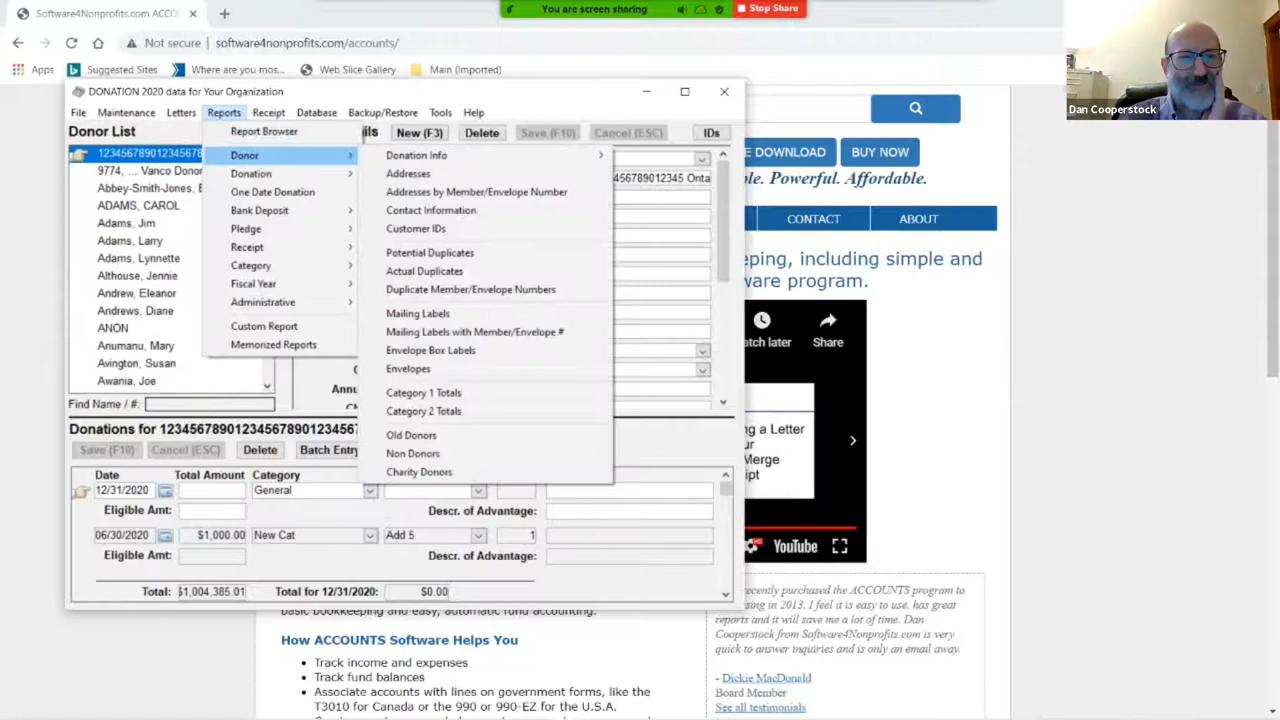 Software4Nonprofits.com ACCO
You are screen sharing
Stop Share
Not secure
software4nonprofits.com/accounts/
Apps
Suggested Sites
Where are you mos...
Web Slice Gallery
Main (Imported)
Dan Cooperstock
DONATION 2020 data for Your Organization
File Maintenance Letters Reports Receipt Database Backup/Restore Tools Help
Donor List
ils
New (F3)
Delete
Save (F10)
Cancel (ESC)
IDs
123456789012345678
9774, ... Vanco Donor
Abbey-Smith-Jones, E
ADAMS, CAROL
Adams, Jim
Adams, Larry
Adams, Lynnette
Althouse, Jennie
Andrew, Eleanor
Andrews, Diane
ANON
Anumanu, Mary
Avington, Susan
Awania, Joe
Find Name / #:
Report Browser
Donor
Donation
One Date Donation
Bank Deposit
Pledge
Receipt
Category
Fiscal Year
Administrative
Custom Report
Memorized Reports
Donation Info
Addresses
Addresses by Member/Envelope Number
Contact Information
Customer IDs
Potential Duplicates
Actual Duplicates
Duplicate Member/Envelope Numbers
Mailing Labels
Mailing Labels with Member/Envelope #
Envelope Box Labels
Envelopes
Category 1 Totals
Category 2 Totals
Old Donors
Non Donors
Charity Donors
456789012345 Onta
Annu
Donations for 1234567890123456789012345
Save (F10)
Cancel (ESC)
Delete
Batch Entry
Date Total Amount Category
12/31/2020 General
Eligible Amt: Descr. of Advantage:
06/30/2020 $1,000.00 New Cat Add 5 1
Eligible Amt: Descr. of Advantage:
Total: $1,004,385.01 Total for 12/31/2020: $0.00
E DOWNLOAD
BUY NOW
ple. Powerful. Affordable.
CONTACT
ABOUT
eping, including simple and
ware program.
atch later
Share
ng a Letter
ur
Merge
ipt
HD
YouTube
basic bookkeeping and easy, automatic fund accounting.
How ACCOUNTS Software Helps You
Track income and expenses
Track fund balances
Associate accounts with lines on government forms, like the
T3010 for Canada or the 990 or 990-EZ for the U.S.A.
recently purchased the ACCOUNTS program to
sing in 2013. I feel it is easy to use, has great
reports and it will save me a lot of time. Dan
Cooperstock from Software4Nonprofits.com is very
quick to answer inquiries and is only an email away.
- Dickie MacDonald
Board Member
See all testimonials